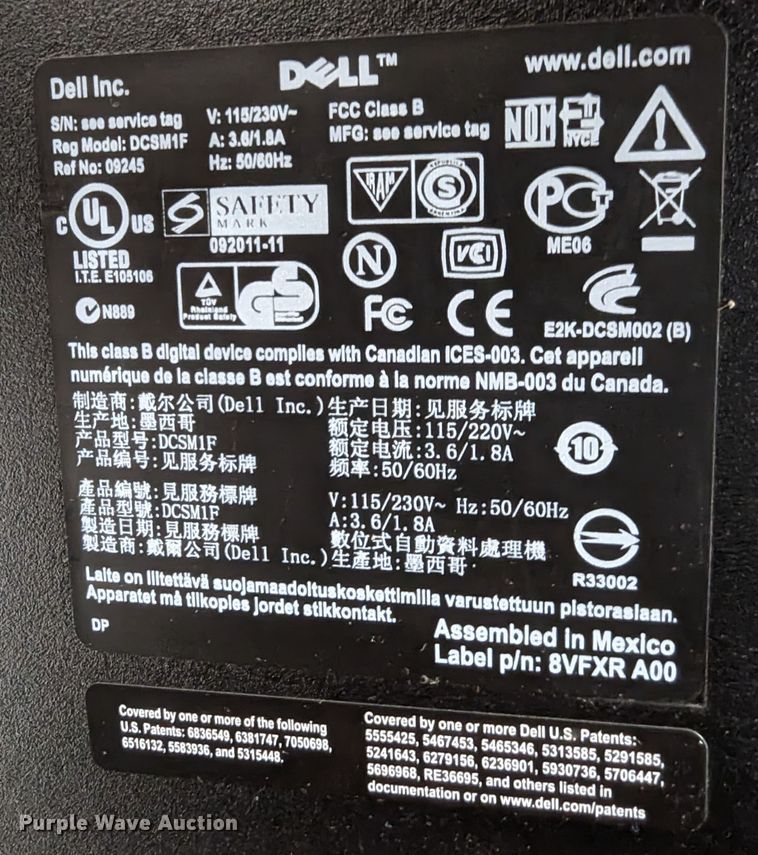 Dell Inc.
DELL™
www.dell.com
S/N: see service tag
Reg Model: DCSM1F
Ref No: 09245
V: 115/230V~
A: 3.6/1.8A
Hz: 50/60Hz
FCC Class B
MFG: see service tag
NOM
NYCE
C UL US
LISTED
I.T.E. E105106
SAFETY
MARK
092011-11
IRAM
S
ME06
N
VCI
N889
TÜV
Rheinland
Product Safety
GS
FC
CE
E2K-DCSM002 (B)
This class B digital device complies with Canadian ICES-003. Cet appareil
numérique de la classe B est conforme à la norme NMB-003 du Canada.
制造商:戴尔公司(Dell Inc.)
生产地:墨西哥
产品型号:DCSM1F
产品编号:见服务标牌
生产日期:见服务标牌
额定电压:115/220V~
额定电流:3.6/1.8A
频率:50/60Hz
10
產品編號:見服務標牌
產品型號:DCSM1F
製造日期:見服務標牌
製造商:戴爾公司(Dell Inc.)
V:115/230V~ Hz:50/60Hz
A:3.6/1.8A
數位式自動資料處理機
生產地:墨西哥
R33002
Laite on liitettävä suojamaadoituskoskettimilla varustettuun pistorasiaan.
Apparatet må tilkoples jordet stikkontakt.
DP
Assembled in Mexico
Label p/n: 8VFXR A00
Covered by one or more of the following
U.S. Patents: 6836549, 6381747, 7050698,
6516132, 5583936, and 5315448.
Covered by one or more Dell U.S. Patents:
5555425, 5467453, 5465346, 5313585, 5291585,
5241643, 6279156, 6236901, 5930736, 5706447,
5696968, RE36695, and others listed in
documentation or on www.dell.com/patents
Purple Wave Auction